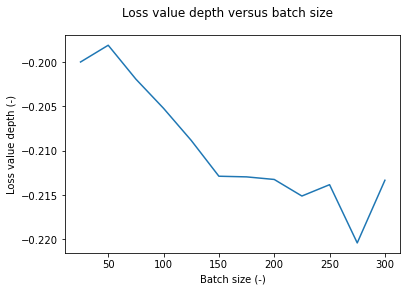 Loss value depth versus batch size
−0.200
−0.205
−0.210
−0.215
−0.220
Loss value depth (-)
50 100 150 200 250 300
Batch size (-)